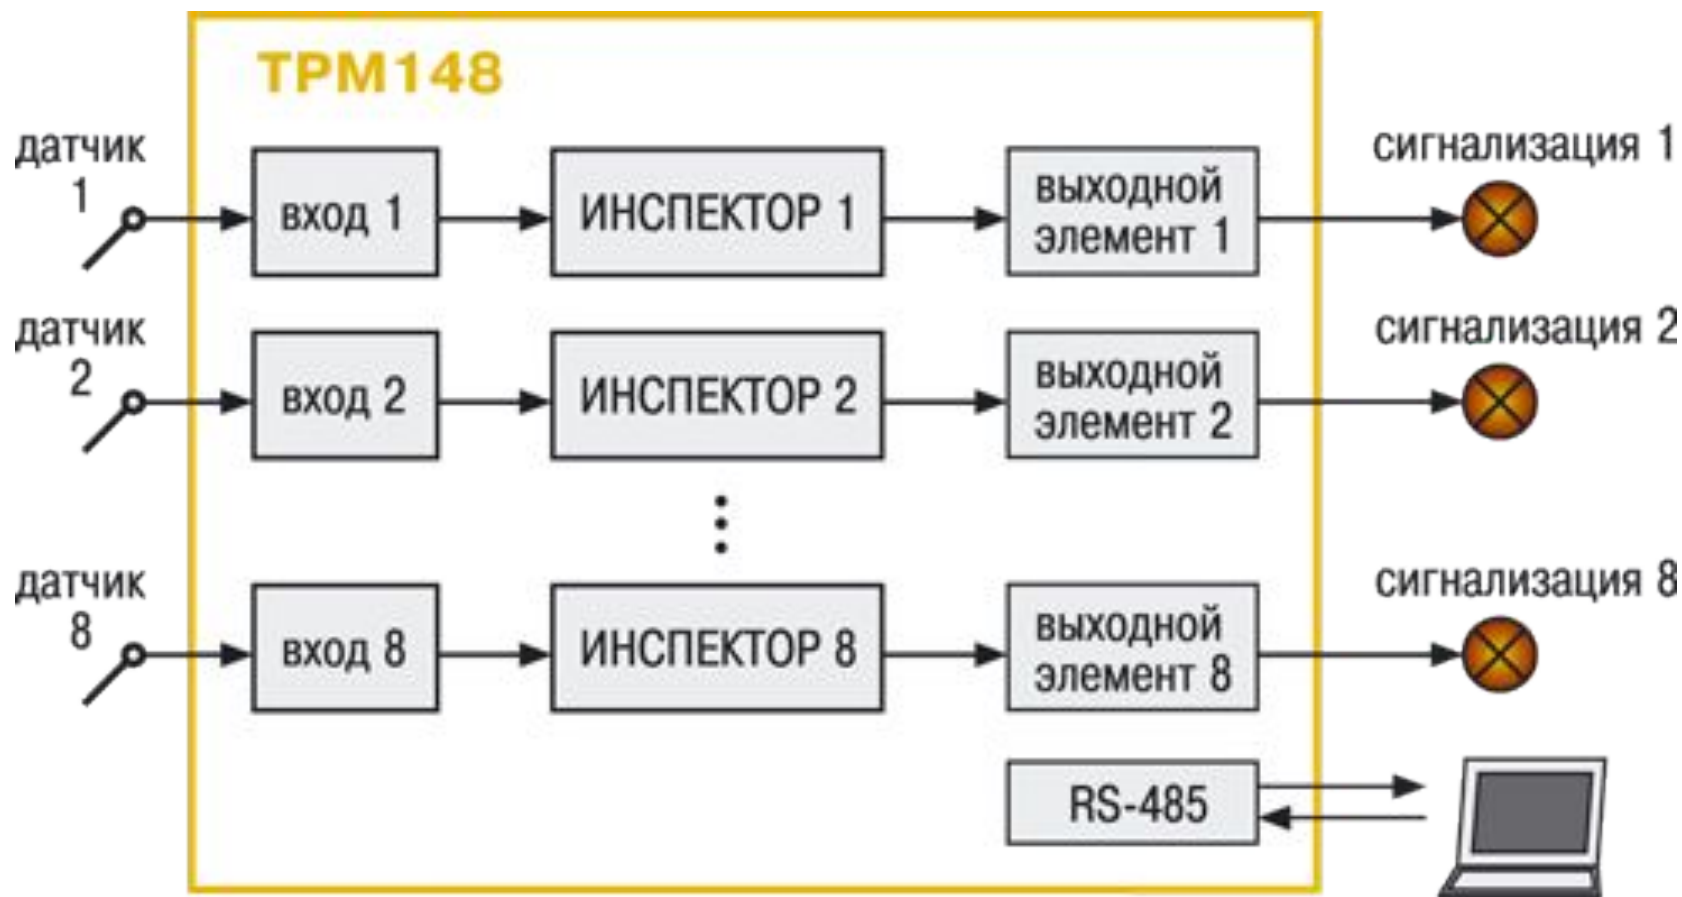 ТРМ148
датчик
1
вход 1
ИНСПЕКТОР 1
выходной
элемент 1
сигнализация 1
датчик
2
вход 2
ИНСПЕКТОР 2
выходной
элемент 2
сигнализация 2
датчик
8
вход 8
ИНСПЕКТОР 8
выходной
элемент 8
сигнализация 8
RS-485